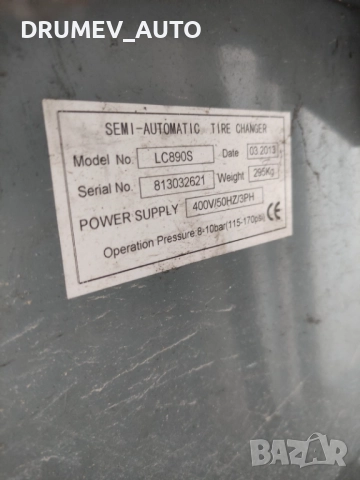 DRUMEV_AUTO
SEMI-AUTOMATIC TIRE CHANGER
Model No. LC890S Date 03.2013
Serial No. 813032621 Weight 295Kg
POWER SUPPLY 400V/50HZ/3PH
Operation Pressure 8-10bar(115-170psi) CE
BAZAR